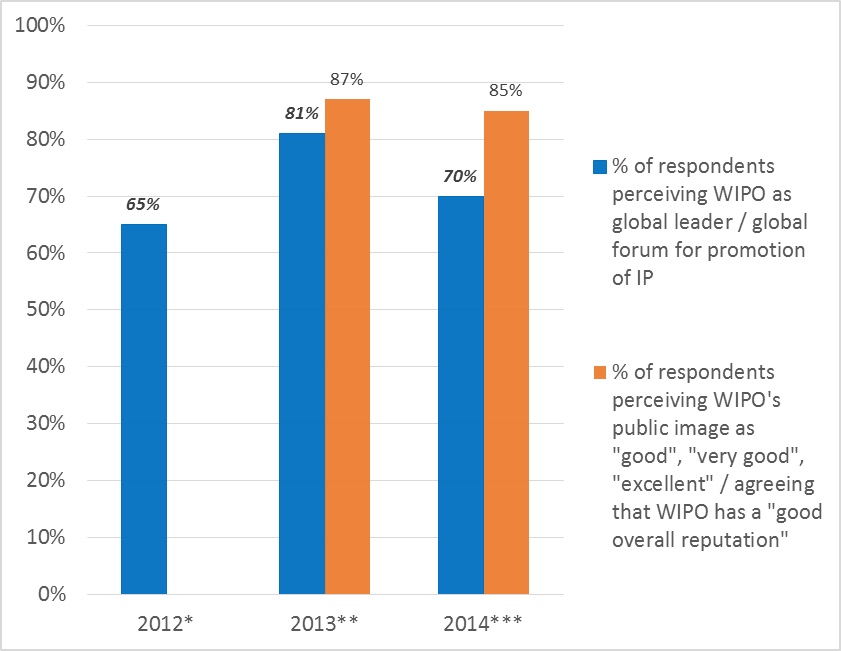 100%
90%
80%
70%
60%
50%
40%
30%
20%
10%
0%
65%
81%
87%
70%
85%
2012*
2013**
2014***
% of respondents
perceiving WIPO as
global leader / global
forum for promotion
of IP
% of respondents
perceiving WIPO's
public image as
"good", "very good",
"excellent" / agreeing
that WIPO has a "good
overall reputation"